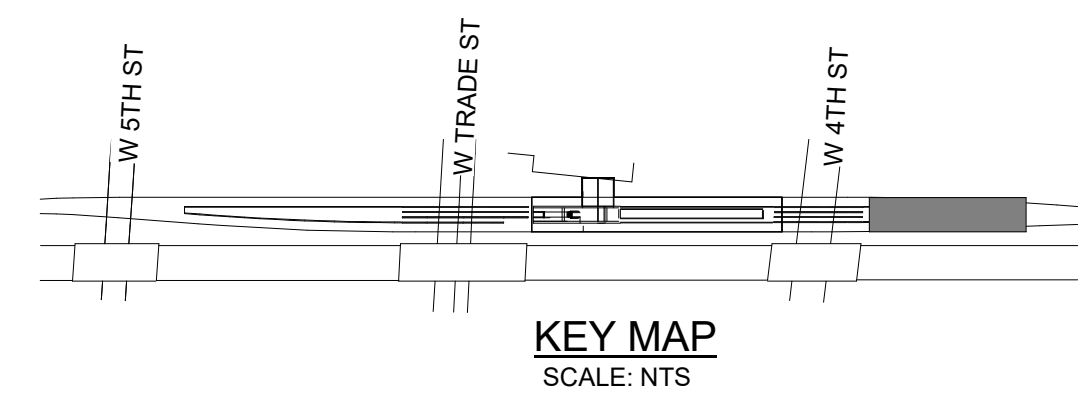 W 5TH ST
W TRADE ST
W 4TH ST
KEY MAP
SCALE: NTS